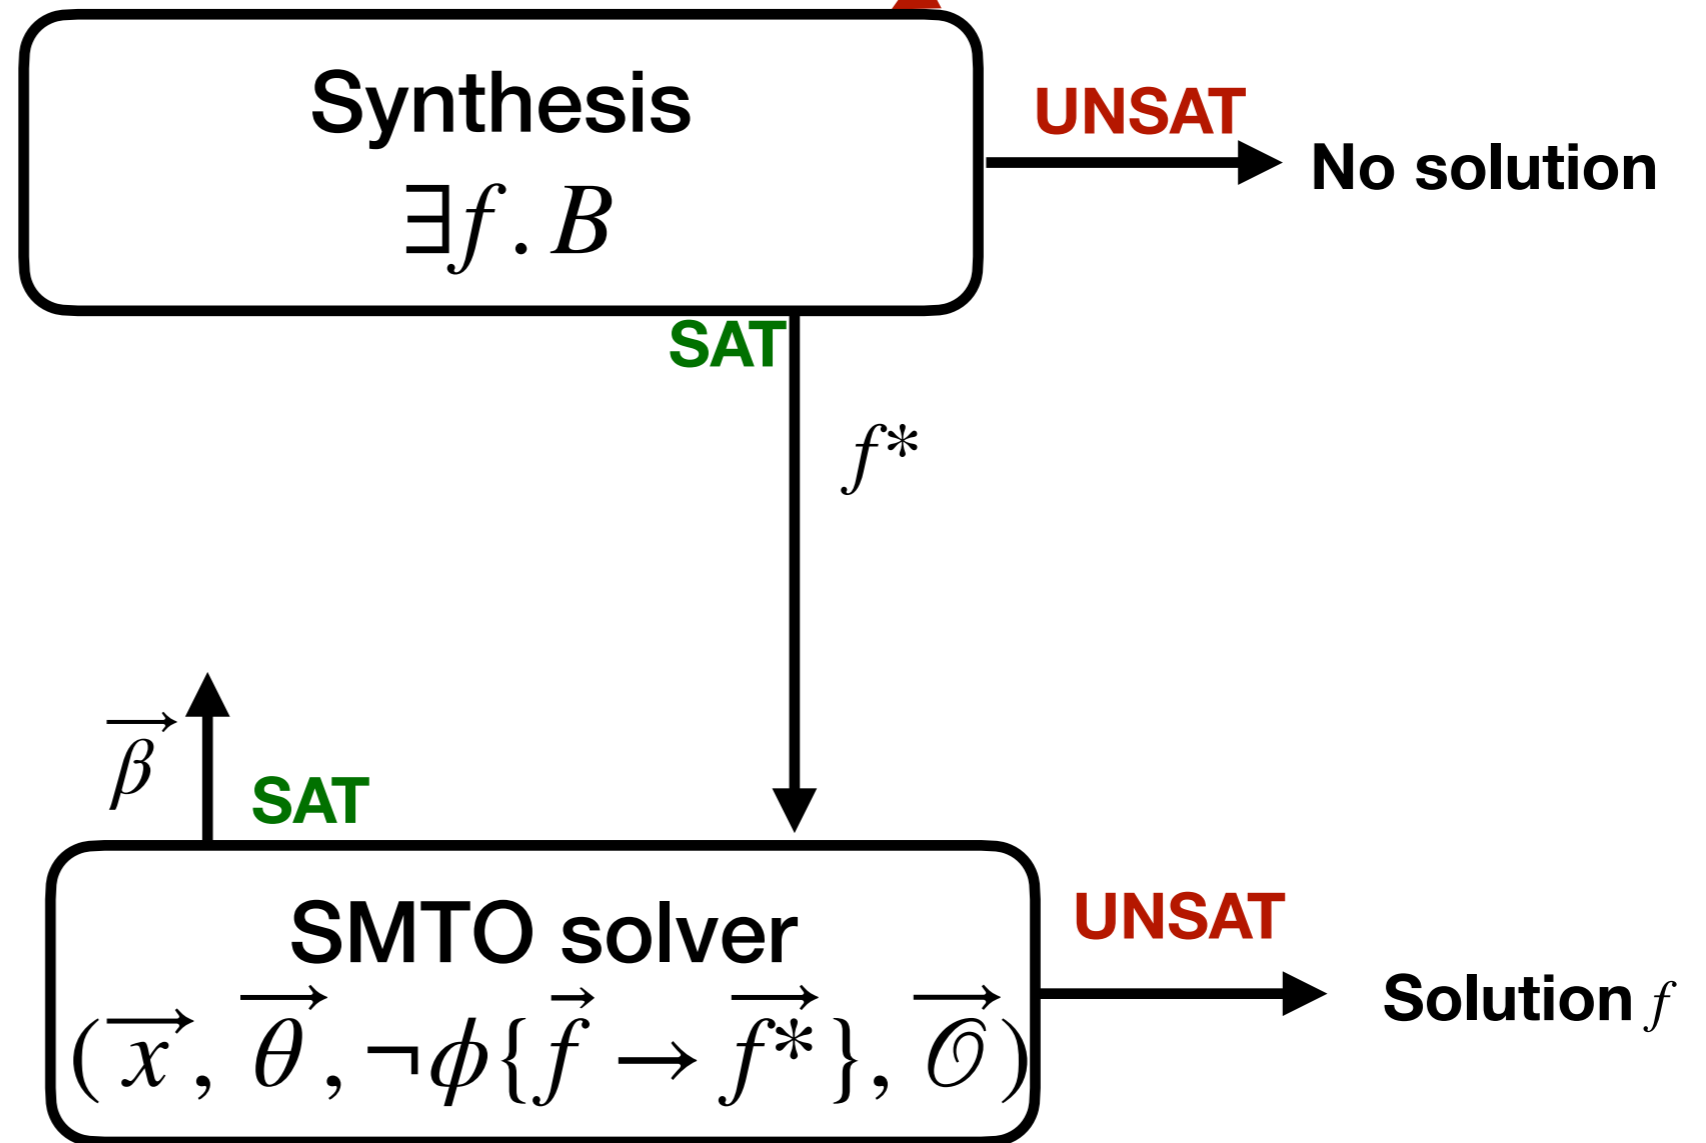 Synthesis
∃f. B
UNSAT
No solution
SAT
f*
β⃗
SAT
SMTO solver
(x⃗, θ⃗, ¬ϕ{f⃗ → f*⃗}, 𝒪⃗)
UNSAT
Solution f